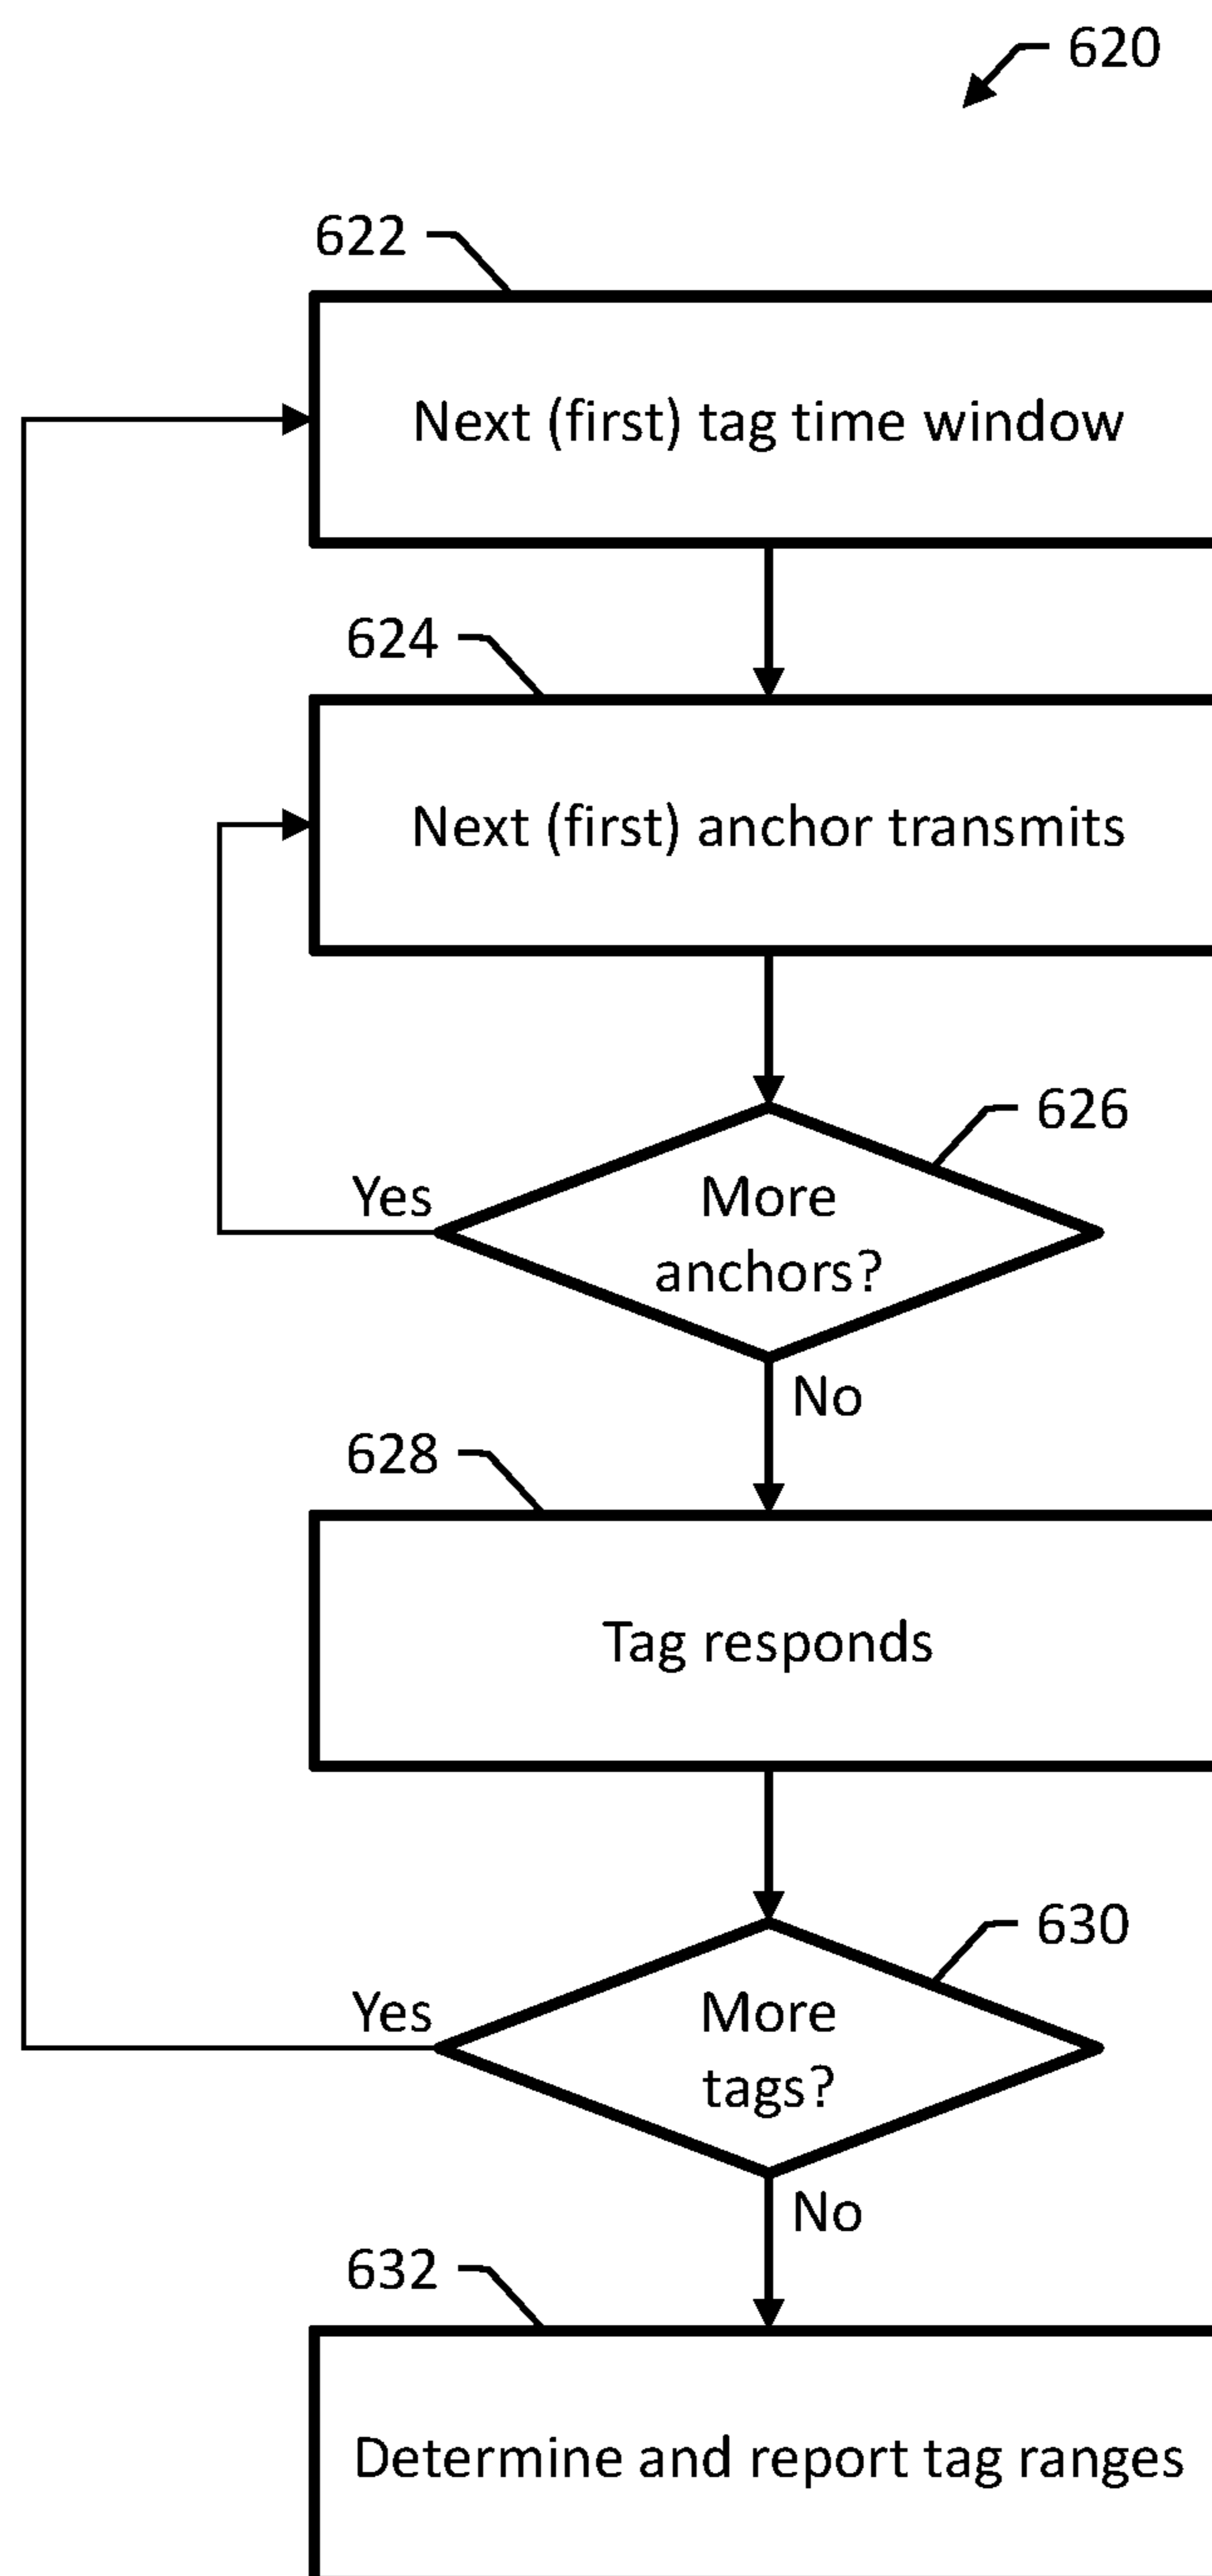 620
622
Next (first) tag time window
624
Next (first) anchor transmits
626
Yes
More
anchors?
No
628
Tag responds
630
Yes
More
tags?
No
632
Determine and report tag ranges